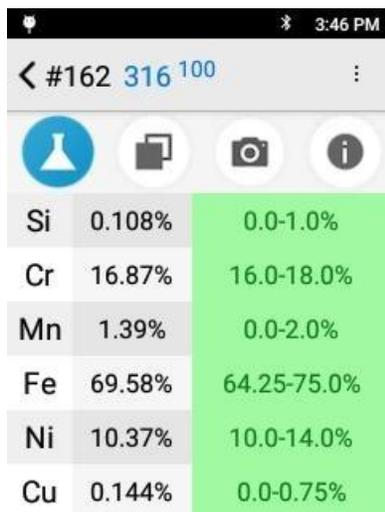 3:46 PM
#162 316 100
Si 0.108% 0.0-1.0%
Cr 16.87% 16.0-18.0%
Mn 1.39% 0.0-2.0%
Fe 69.58% 64.25-75.0%
Ni 10.37% 10.0-14.0%
Cu 0.144% 0.0-0.75%